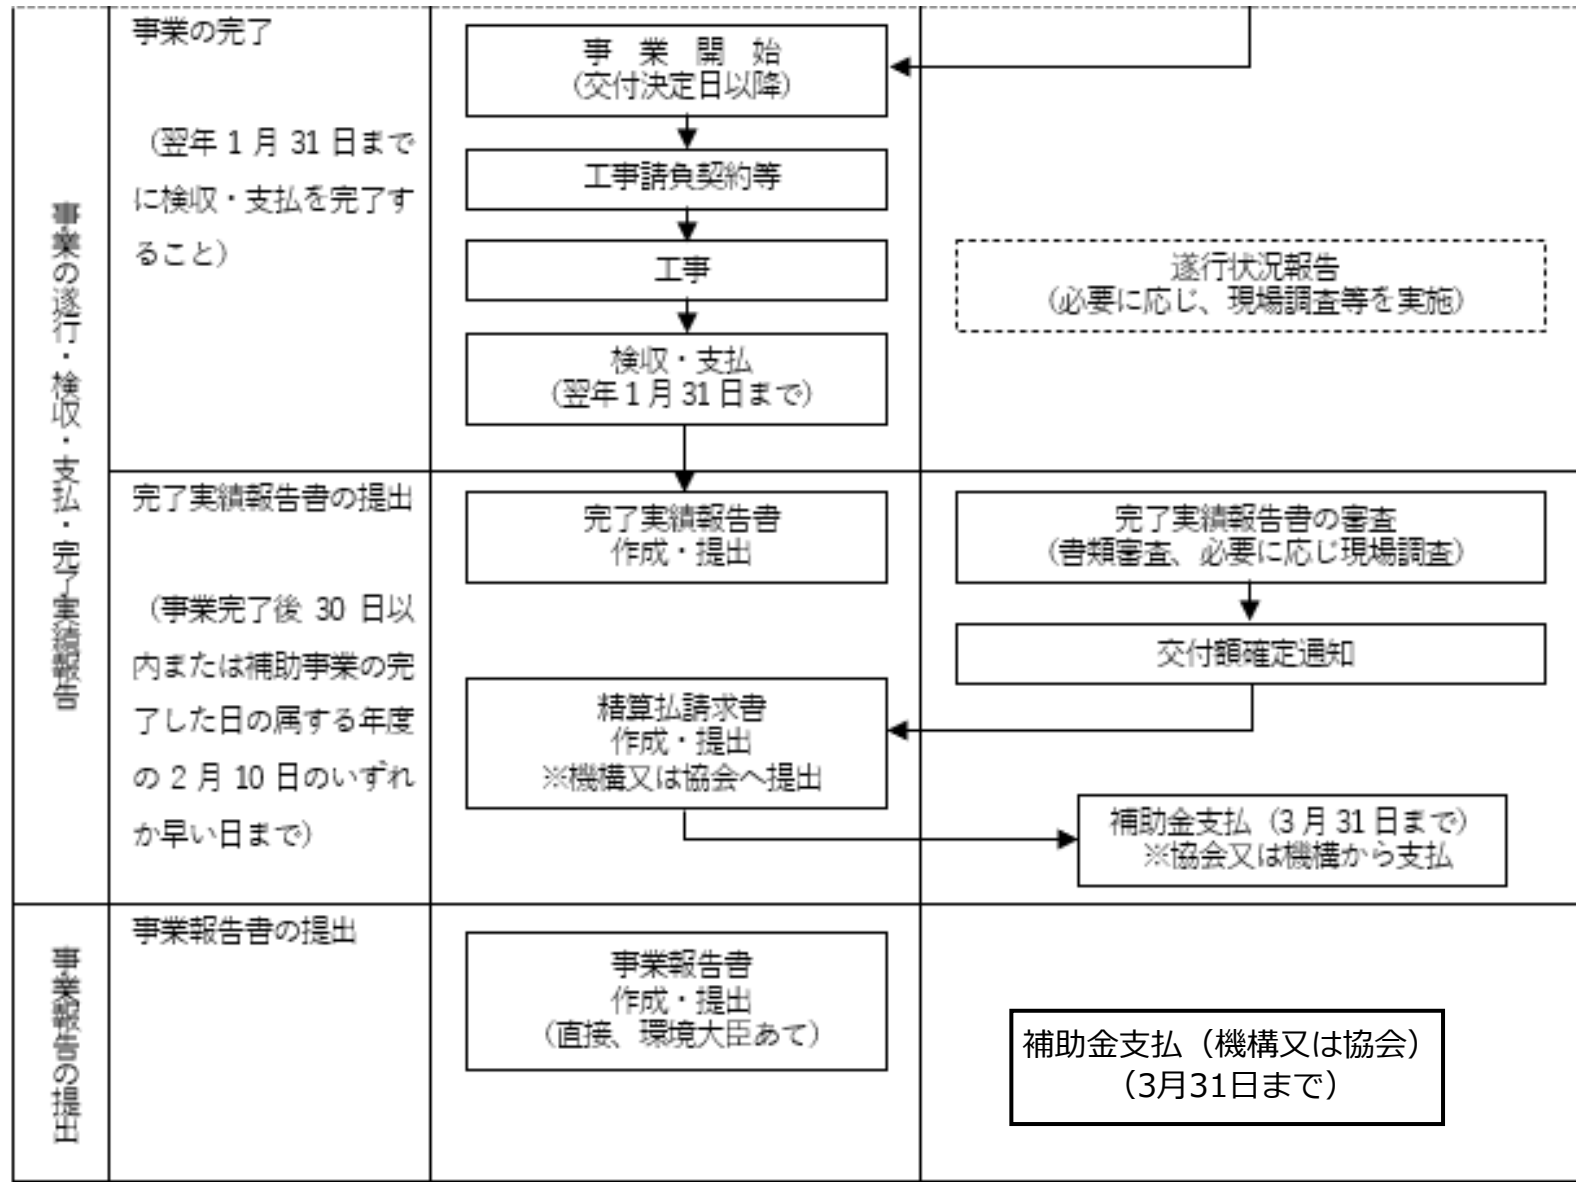 事業の遂行・検収・支払・完了実績報告
事業の完了
（翌年 1 月 31 日まで
に検収・支払を完了す
ること）
事　業　開　始
（交付決定日以降）
工事請負契約等
工事
検収・支払
（翌年 1 月 31 日まで）
遂行状況報告
（必要に応じ、現場調査等を実施）
完了実績報告書の提出
（事業完了後 30 日以
内または補助事業の完
了した日の属する年度
の 2 月 10 日のいずれ
か早い日まで）
完了実績報告書
作成・提出
完了実績報告書の審査
（書類審査、必要に応じ現場調査）
交付額確定通知
精算払請求書
作成・提出
※機構又は協会へ提出
補助金支払（3 月 31 日まで）
※協会又は機構から支払
事業報告の提出
事業報告書の提出
事業報告書
作成・提出
（直接、環境大臣あて）
補助金支払（機構又は協会）
（3月31日まで）